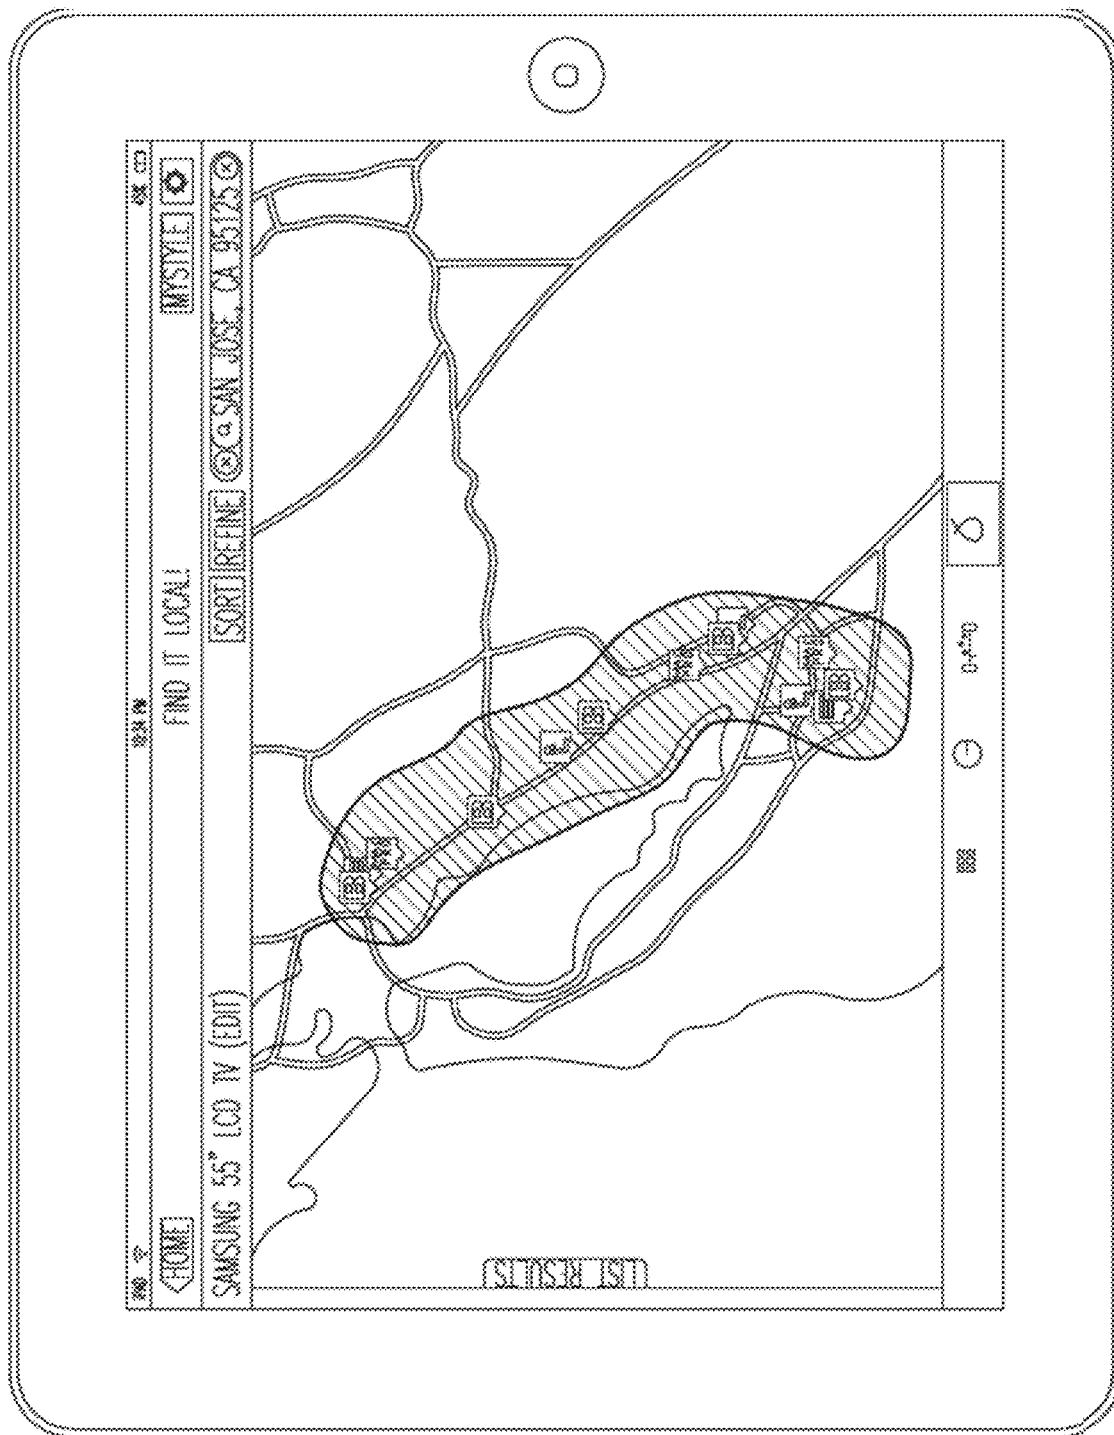 HOME
FIND IT LOCAL!
MYSTYLE
SAMSUNG 55" LCD TV (EDIT)
SORT
REFINE
SAN JOSE, CA 95125
LIST RESULTS
B
B
B
B
B